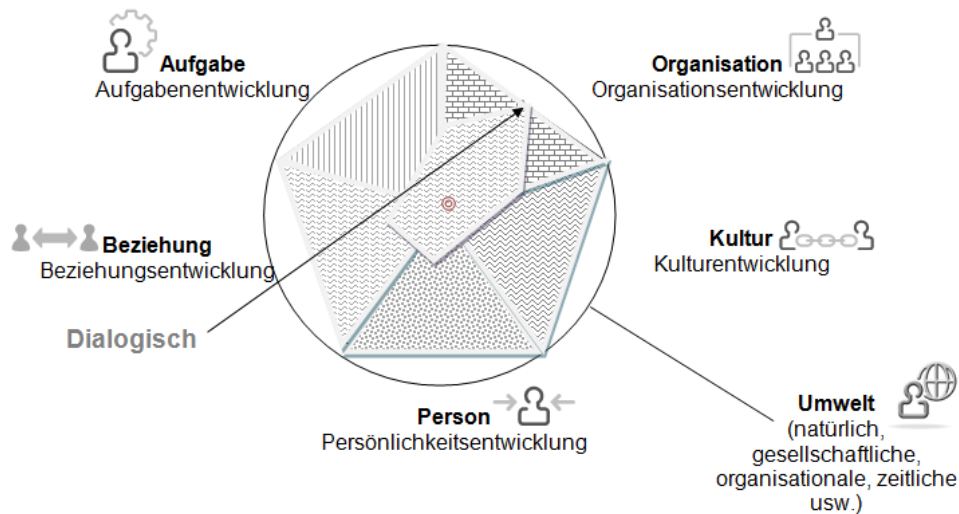 Aufgabe
Aufgabenentwicklung
Organisation
Organisationsentwicklung
Beziehung
Beziehungsentwicklung
Kultur
Kulturentwicklung
Dialogisch
Person
Persönlichkeitsentwicklung
Umwelt
(natürlich,
gesellschaftliche,
organisationale, zeitliche
usw.)